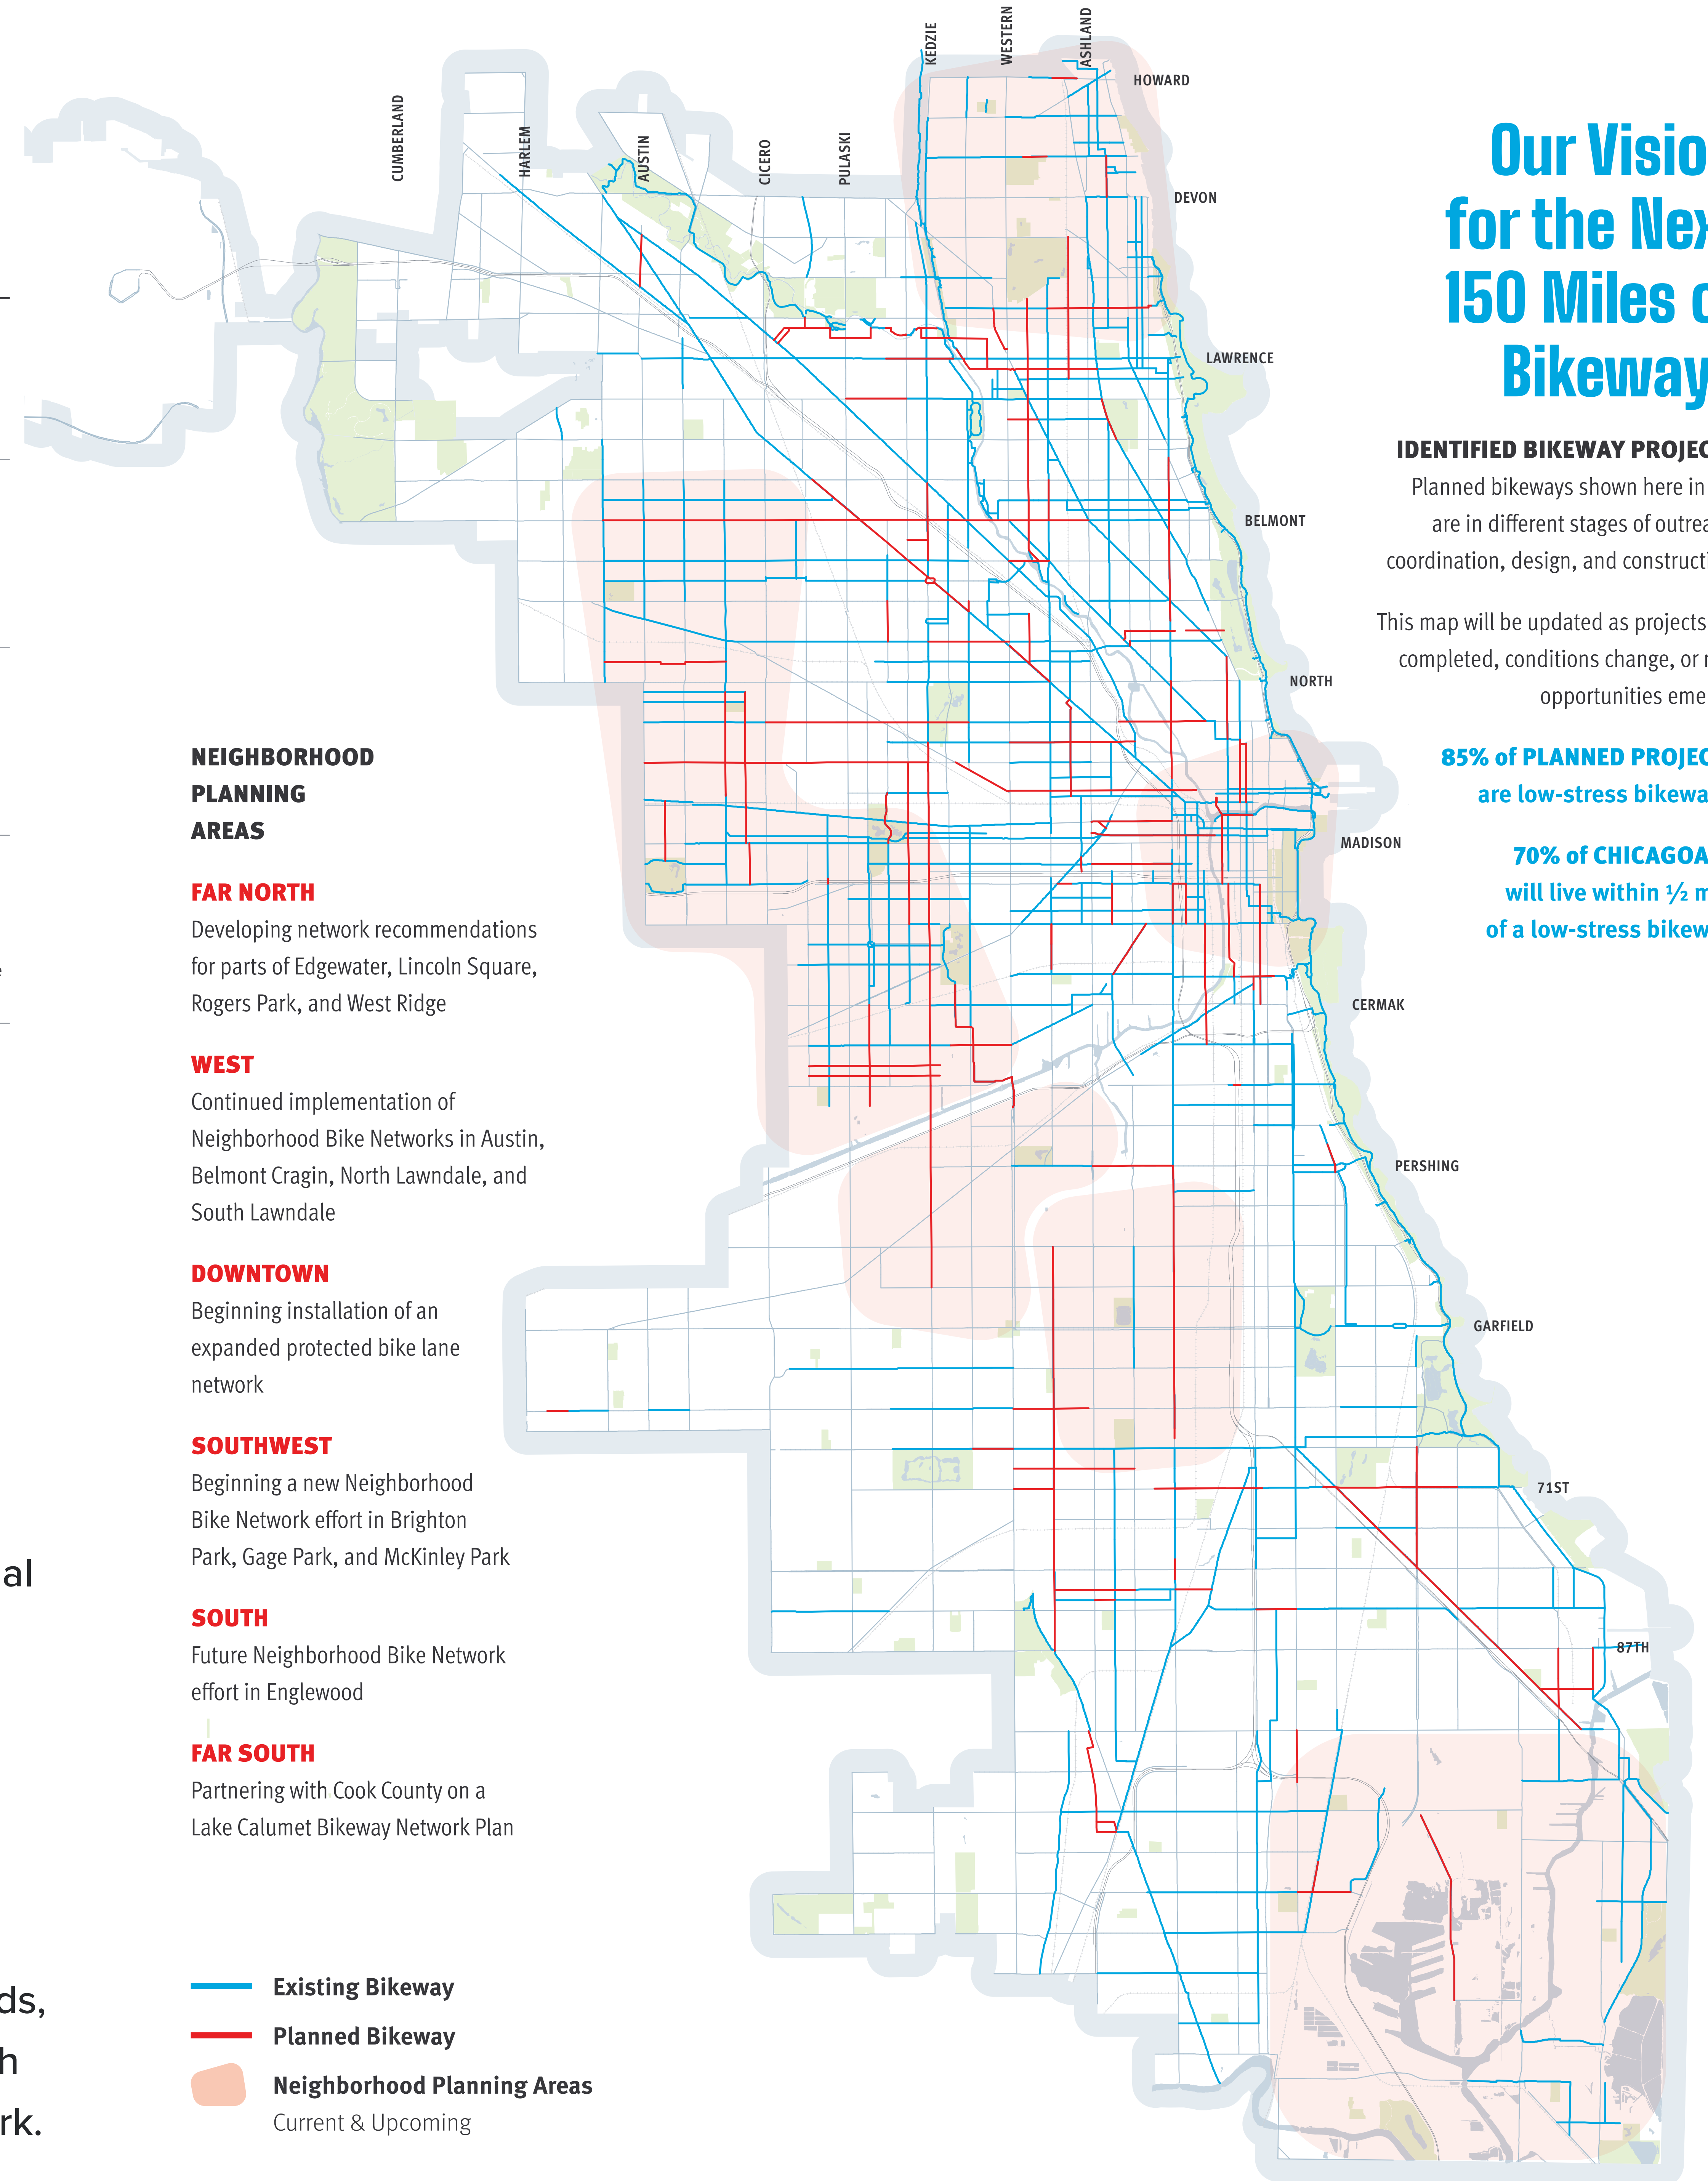 KEDZIE
WESTERN
ASHLAND
HOWARD
CUMBERLAND
HARLEM
AUSTIN
CICERO
PULASKI
DEVON
LAWRENCE
BELMONT
NORTH
MADISON
CERMAK
PERSHING
GARFIELD
71ST
87TH
Our Visio
for the Nex
150 Miles o
Bikeway
IDENTIFIED BIKEWAY PROJEC
Planned bikeways shown here in
are in different stages of outrea
coordination, design, and constructi
This map will be updated as projects
completed, conditions change, or n
opportunities eme
85% of PLANNED PROJEC
are low-stress bikewa
70% of CHICAGOA
will live within ½ m
of a low-stress bikew
NEIGHBORHOOD
PLANNING
AREAS
FAR NORTH
Developing network recommendations
for parts of Edgewater, Lincoln Square,
Rogers Park, and West Ridge
WEST
Continued implementation of
Neighborhood Bike Networks in Austin,
Belmont Cragin, North Lawndale, and
South Lawndale
DOWNTOWN
Beginning installation of an
expanded protected bike lane
network
SOUTHWEST
Beginning a new Neighborhood
Bike Network effort in Brighton
Park, Gage Park, and McKinley Park
SOUTH
Future Neighborhood Bike Network
effort in Englewood
FAR SOUTH
Partnering with Cook County on a
Lake Calumet Bikeway Network Plan
al
ds,
h
rk.
Existing Bikeway
Planned Bikeway
Neighborhood Planning Areas
Current & Upcoming